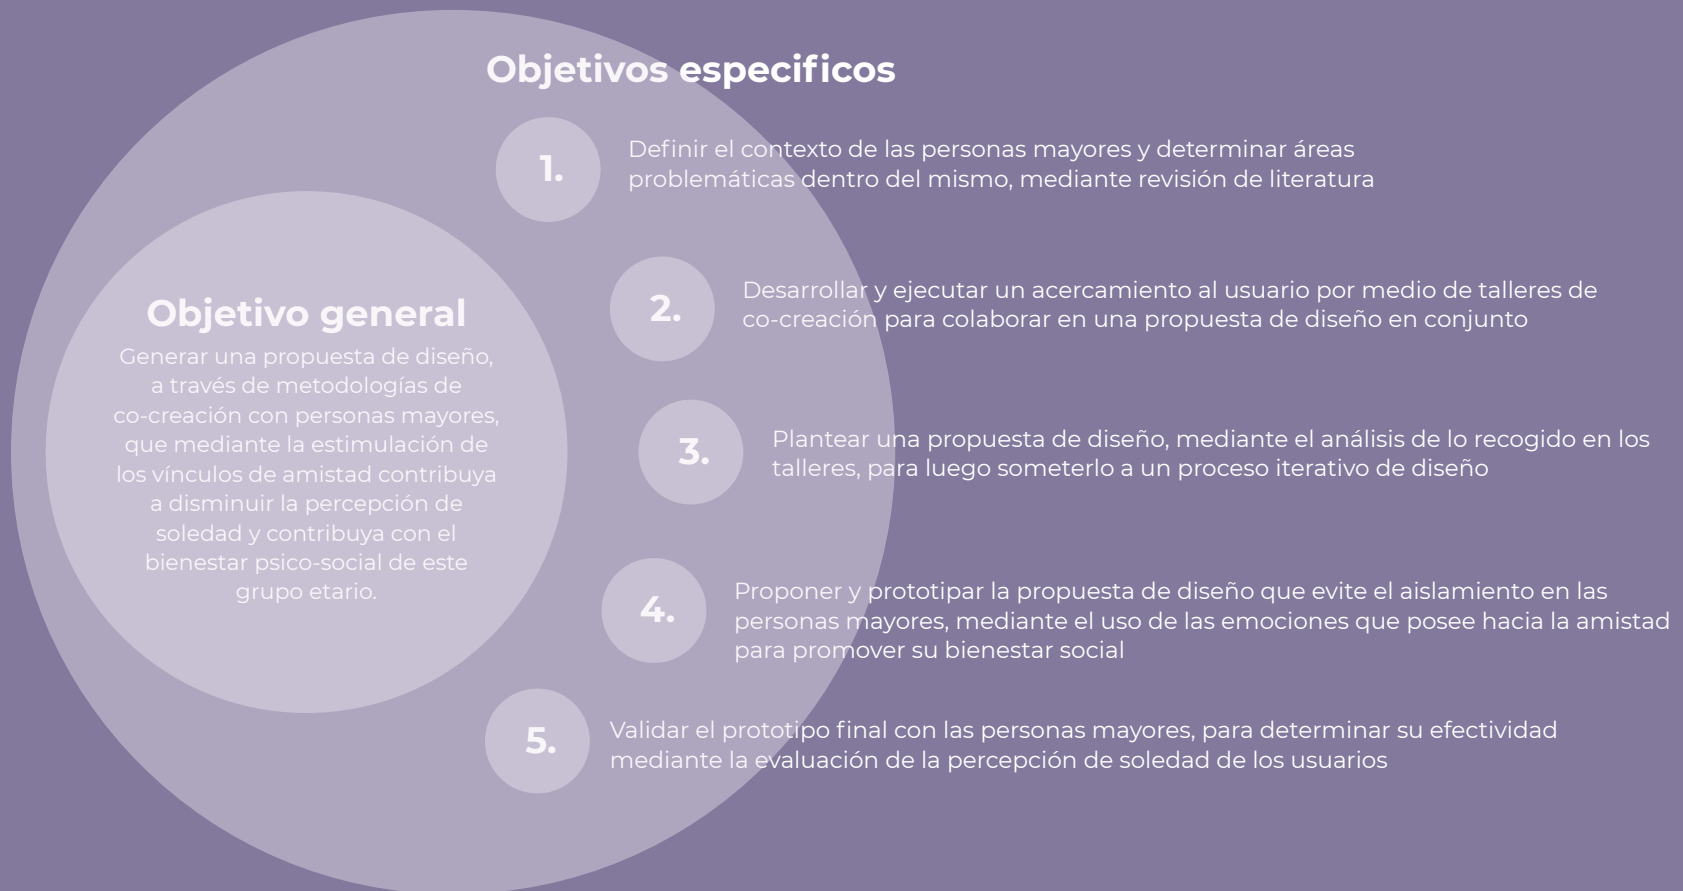 Objetivos especificos
1.
Definir el contexto de las personas mayores y determinar áreas
problemáticas dentro del mismo, mediante revisión de literatura
2.
Desarrollar y ejecutar un acercamiento al usuario por medio de talleres de
co-creación para colaborar en una propuesta de diseño en conjunto
3.
Plantear una propuesta de diseño, mediante el análisis de lo recogido en los
talleres, para luego someterlo a un proceso iterativo de diseño
4.
Proponer y prototipar la propuesta de diseño que evite el aislamiento en las
personas mayores, mediante el uso de las emociones que posee hacia la amistad
para promover su bienestar social
5.
Validar el prototipo final con las personas mayores, para determinar su efectividad
mediante la evaluación de la percepción de soledad de los usuarios
Objetivo general
Generar una propuesta de diseño,
a través de metodologías de
co-creación con personas mayores,
que mediante la estimulación de
los vínculos de amistad contribuya
a disminuir la percepción de
soledad y contribuya con el
bienestar psico-social de este
grupo etario.